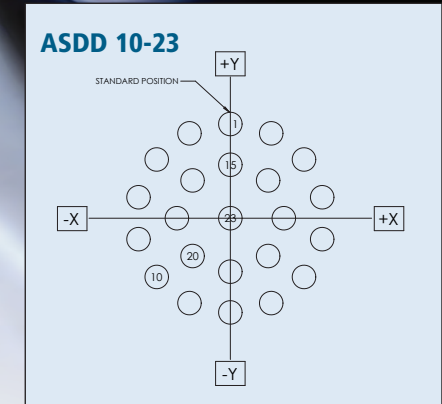 ASDD 10-23
+Y
STANDARD POSITION
1
15
-X
23
+X
20
10
-Y